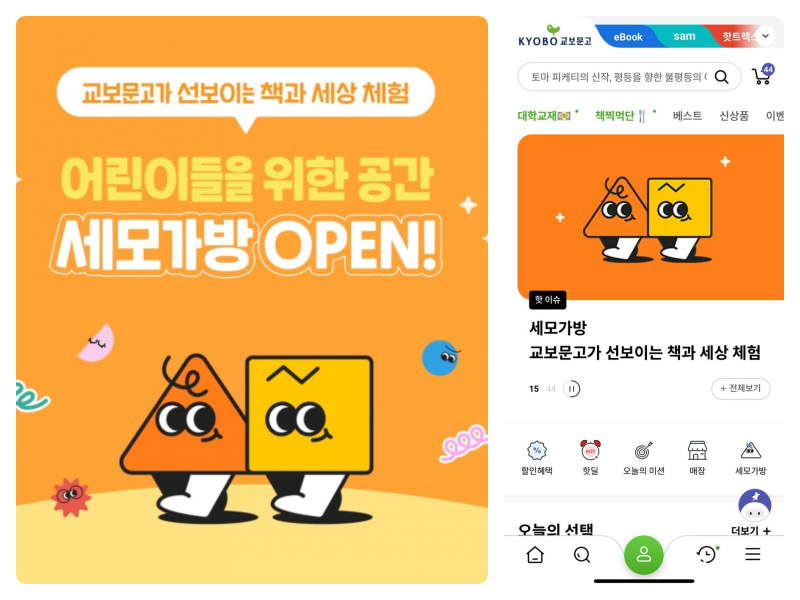 교보문고가 선보이는 책과 세상 체험
어린이들을 위한 공간
세모가방 OPEN!
KYOBO 교보문고
eBook
sam
핫트랙스
토마 피케티의 신작, 평등을 향한 불평등의
44
대학교재
책찍먹단
베스트
신상품
이벤
핫 이슈
세모가방
교보문고가 선보이는 책과 세상 체험
15 44
+ 전체보기
%
HOT
할인혜택
핫딜
오늘의 미션
매장
세모가방
오늘의 선택
더보기 +